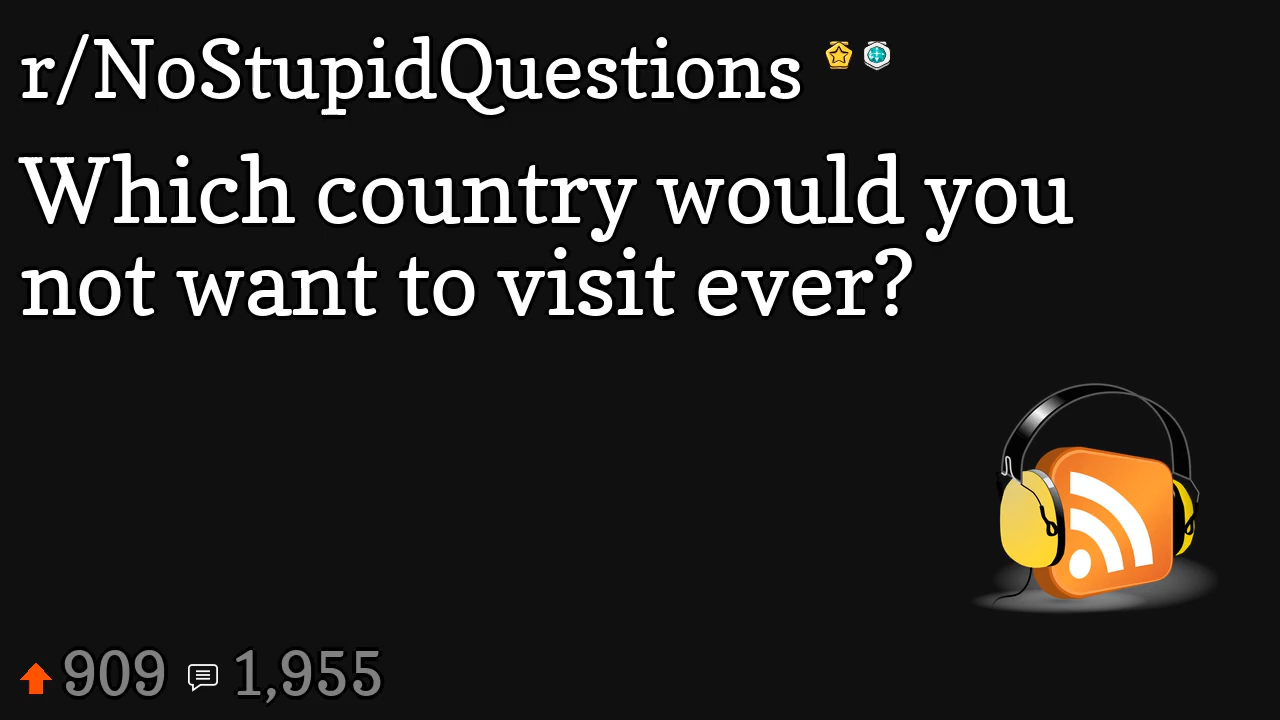 r/NoStupidQuestions
Which country would you
not want to visit ever?
909 1,955